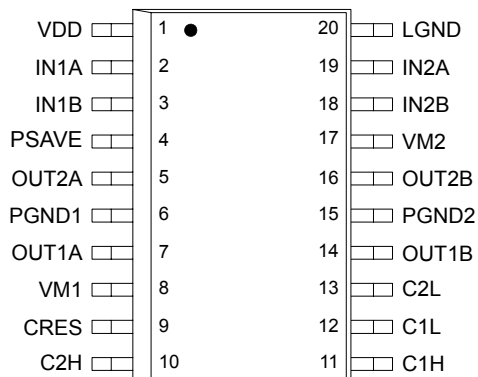 VDD 1 20 LGND
IN1A 2 19 IN2A
IN1B 3 18 IN2B
PSAVE 4 17 VM2
OUT2A 5 16 OUT2B
PGND1 6 15 PGND2
OUT1A 7 14 OUT1B
VM1 8 13 C2L
CRES 9 12 C1L
C2H 10 11 C1H